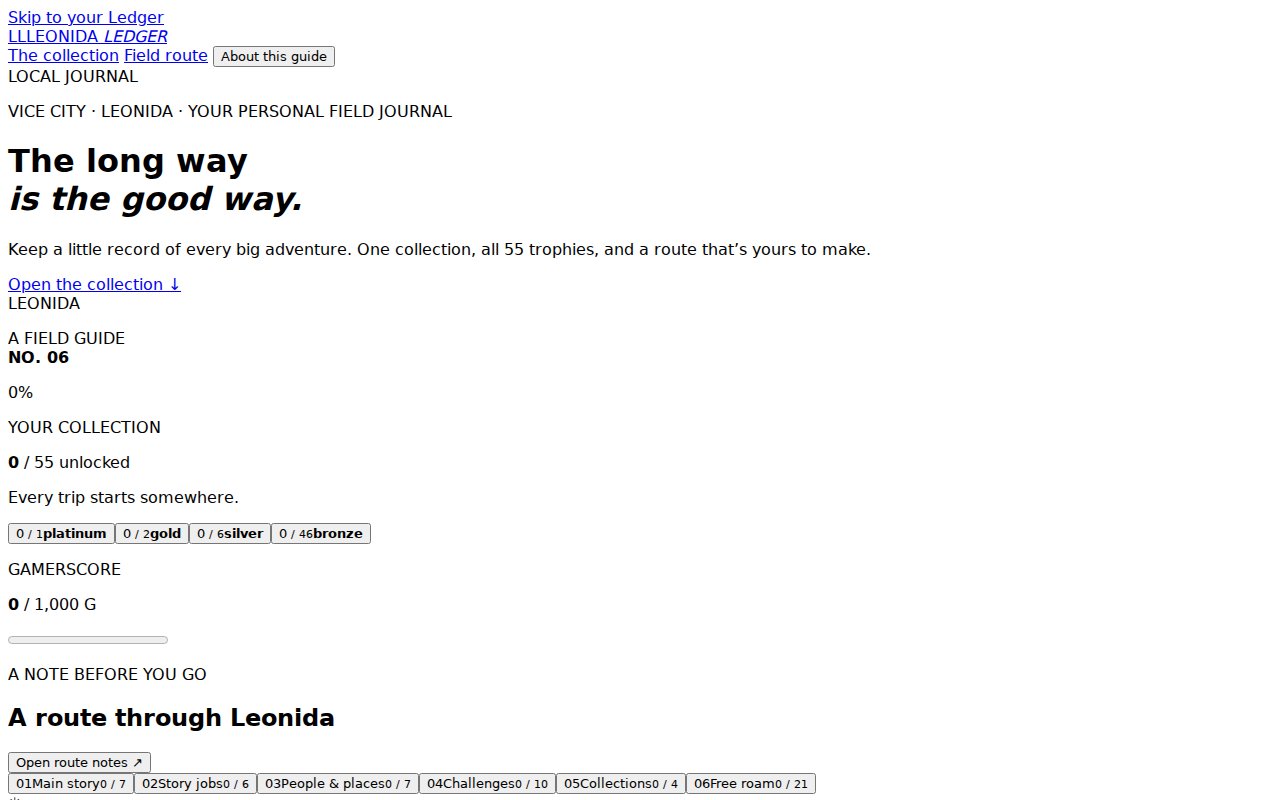 Skip to your Ledger
LLLEONIDA LEDGER
The collection Field route About this guide
LOCAL JOURNAL
VICE CITY · LEONIDA · YOUR PERSONAL FIELD JOURNAL
The long way
is the good way.
Keep a little record of every big adventure. One collection, all 55 trophies, and a route that’s yours to make.
Open the collection ↓
LEONIDA
A FIELD GUIDE
NO. 06
0%
YOUR COLLECTION
0 / 55 unlocked
Every trip starts somewhere.
0 / 1platinum 0 / 2gold 0 / 6silver 0 / 46bronze
GAMERSCORE
0 / 1,000 G
A NOTE BEFORE YOU GO
A route through Leonida
Open route notes ↗
01Main story0 / 7 02Story jobs0 / 6 03People & places0 / 7 04Challenges0 / 10 05Collections0 / 4 06Free roam0 / 21